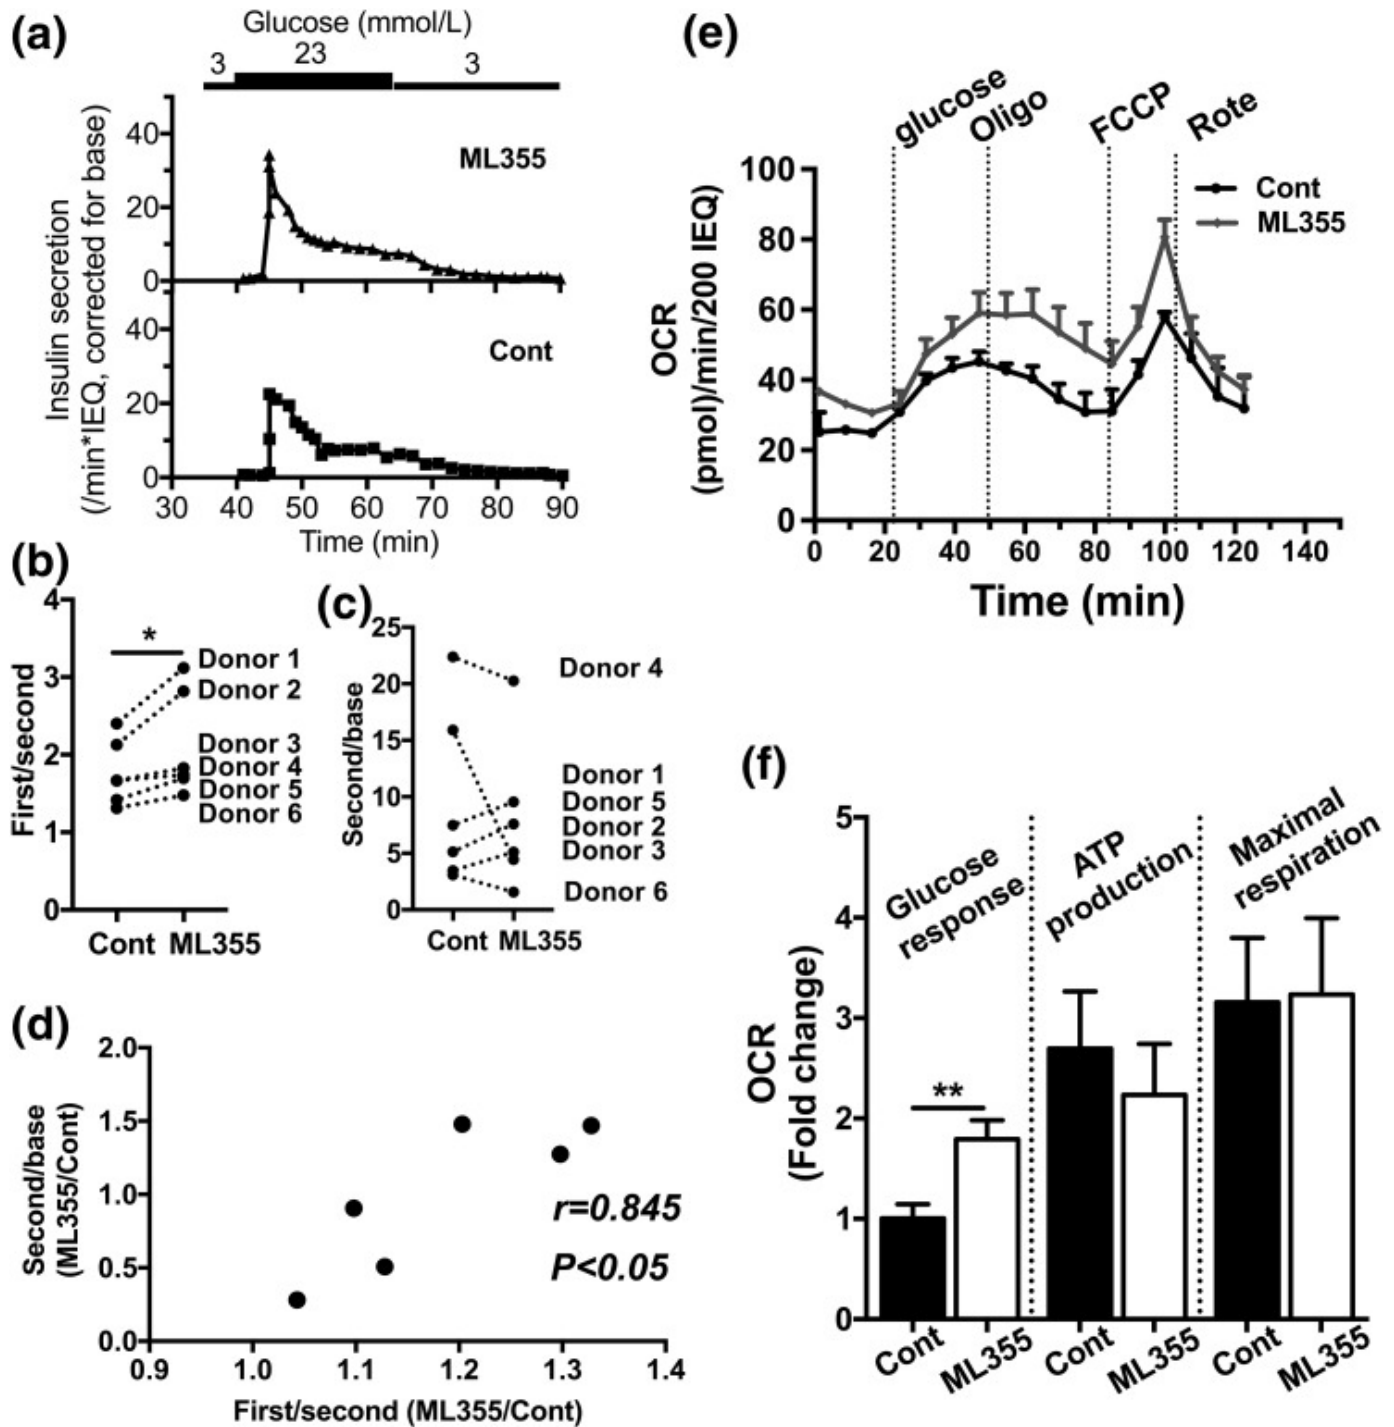 (a)
Glucose (mmol/L)
3 23 3
Insulin secretion
(/min*IEQ, corrected for base)
40
20
0
ML355
40
20
0
Cont
30 40 50 60 70 80 90
Time (min)
(b)
First/second
4
3
2
1
0
*
Donor 1
Donor 2
Donor 3
Donor 4
Donor 5
Donor 6
Cont ML355
(c)
Second/base
25
20
15
10
5
0
Donor 4
Donor 1
Donor 5
Donor 2
Donor 3
Donor 6
Cont ML355
(d)
Second/base
(ML355/Cont)
2.0
1.5
1.0
0.5
0.0
r=0.845
P<0.05
0.9 1.0 1.1 1.2 1.3 1.4
First/second (ML355/Cont)
(e)
glucose
Oligo
FCCP
Rote
OCR
(pmol)/min/200 IEQ)
100
80
60
40
20
0
Cont
ML355
0 20 40 60 80 100 120 140
Time (min)
(f)
OCR
(Fold change)
5
4
3
2
1
0
Glucose
response
ATP
production
Maximal
respiration
**
Cont ML355 Cont ML355 Cont ML355